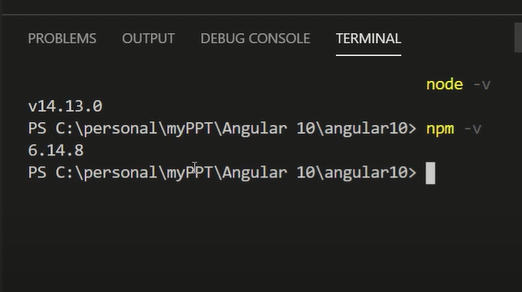 PROBLEMS OUTPUT DEBUG CONSOLE TERMINAL
node -v
v14.13.0
PS C:\personal\myPPT\Angular 10\angular10> npm -v
6.14.8
PS C:\personal\myPPT\Angular 10\angular10>